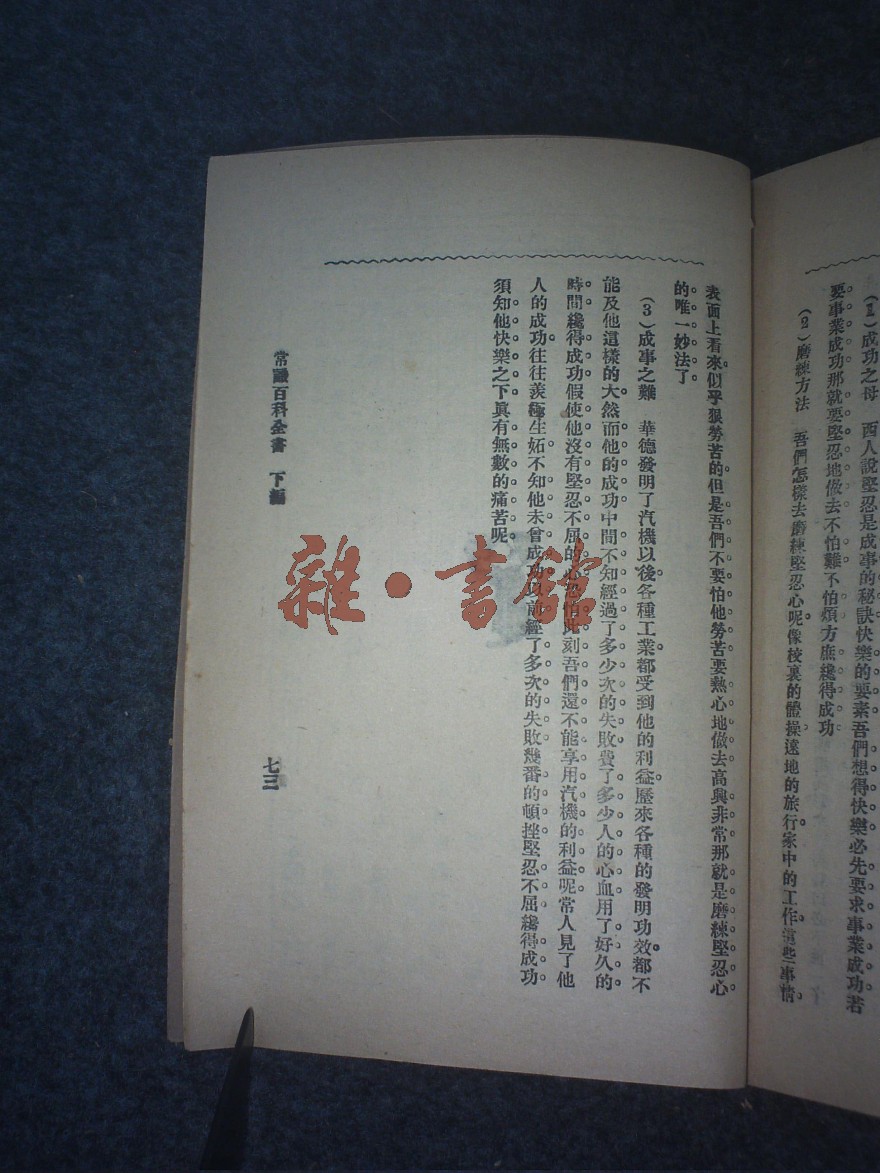 （1）成功之母　西人說堅忍是成事的秘訣快樂的要素吾們想得快樂必先要求事業成功若
要事業成功那就要堅忍地做去不怕難不怕煩方庶纔得成功
（2）磨練方法　吾們怎樣去磨練堅忍心呢像校裏的體操遠地的旅行家中的工作這些事情
表面上看來似乎狠勞苦的但是吾們不要怕他勞苦要熱心地做去高興非常那就是磨練堅忍心
的唯一妙法了
（3）成事之難　華德發明了汽機以後各種工業都受到他的利益歷來各種的發明功效都不
能及他這樣的大然而他的成功中間不知經過了多少次的失敗費了多少人的心血用了好久的
時間纔得成功假使他沒有堅忍不屈的心恐怕此刻吾們還不能享用汽機的利益呢常人見了他
人的成功往往羨極生妬不知他未曾成功以前經了多次的失敗幾番的頓挫堅忍不屈纔得成功
須知他快樂之下眞有無數的痛苦呢
常識百科全書　下編
七三
雜·書館